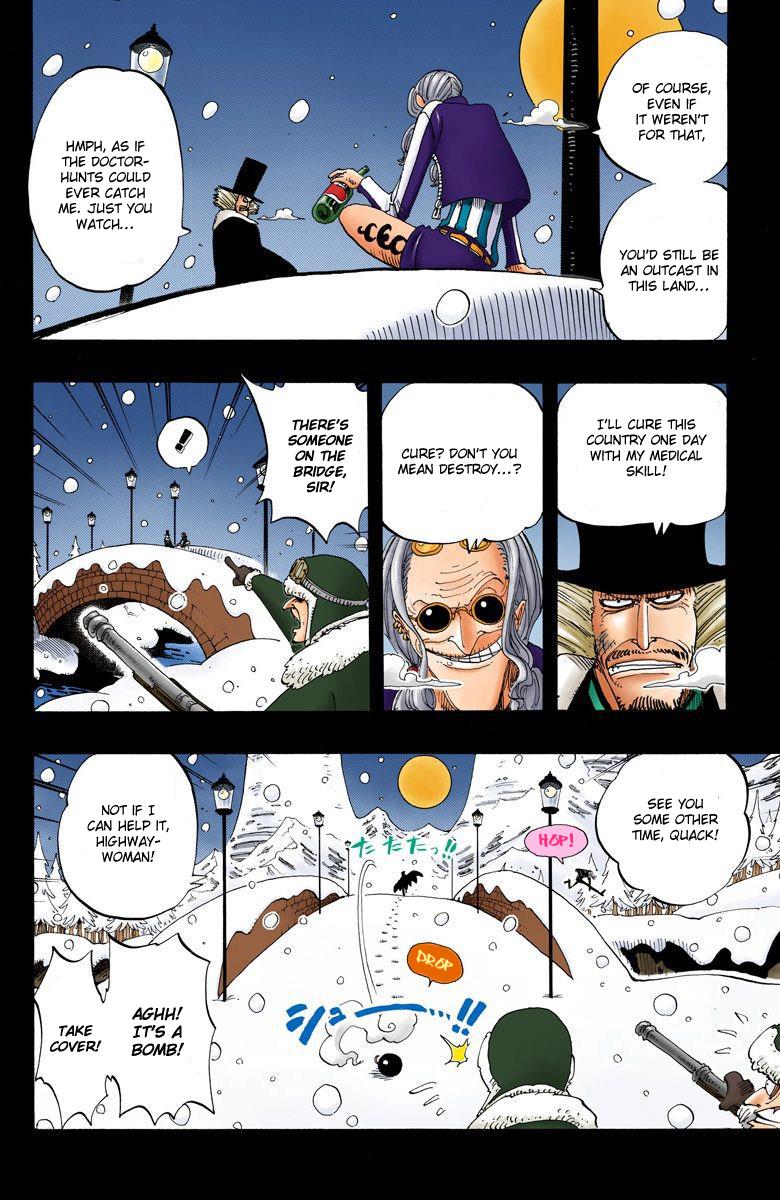 OF COURSE,
EVEN IF
IT WEREN'T
FOR THAT,
YOU'D STILL BE
AN OUTCAST IN
THIS LAND...
HMPH, AS IF
THE DOCTOR-
HUNTS COULD
EVER CATCH
ME. JUST YOU
WATCH...
I'LL CURE THIS
COUNTRY ONE DAY
WITH MY MEDICAL
SKILL!
CURE? DON'T YOU
MEAN DESTROY...?
THERE'S
SOMEONE
ON THE
BRIDGE,
SIR!
!
SEE YOU
SOME OTHER
TIME, QUACK!
HOP!
たたたっ!!
NOT IF I
CAN HELP IT,
HIGHWAY-
WOMAN!
DROP
シュー…!!
AGHH!
IT'S A
BOMB!
TAKE
COVER!